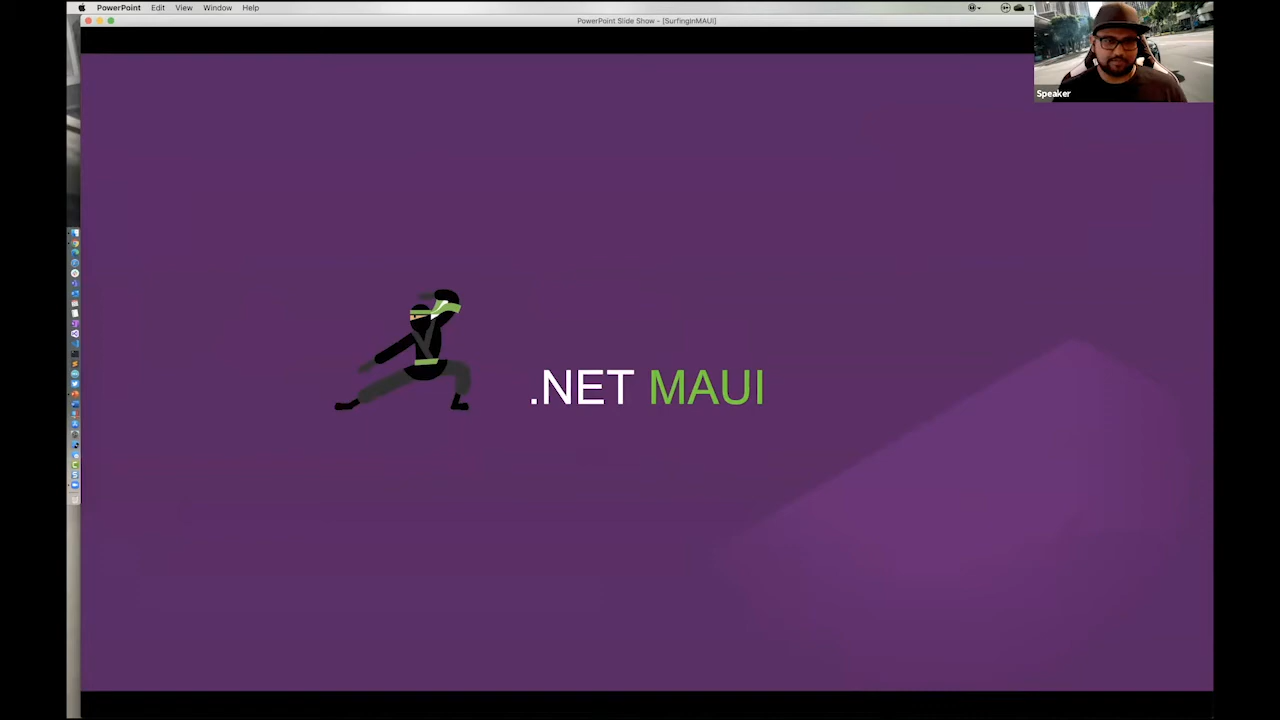 PowerPoint Edit View Window Help
PowerPoint Slide Show - [SurfingInMAUI]
Speaker
.NET MAUI